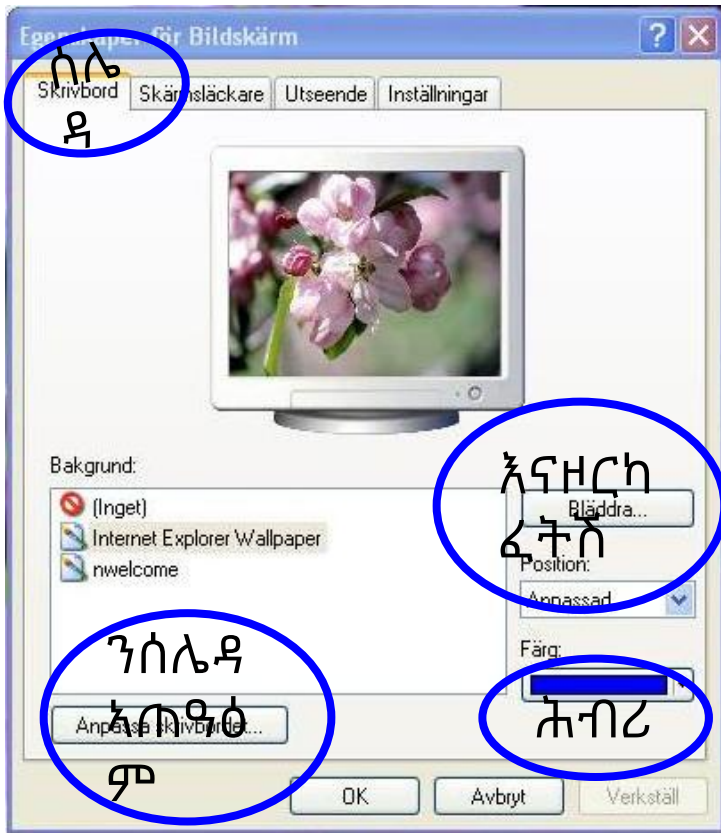 Egenskaper för Bildskärm
ሰሌ
Skrivbord Skärmsläckare Utseende Inställningar
ዳ
Bakgrund:
(Inget)
Internet Explorer Wallpaper
nwelcome
እናዞርካ
Bläddra...
ፈትሽ
Position:
Anpassad
Färg:
ሕብሪ
ንሰሌዳ
ኣጠዓዕ
Anpassa skrivbordet...
ም
OK Avbryt Verkställ